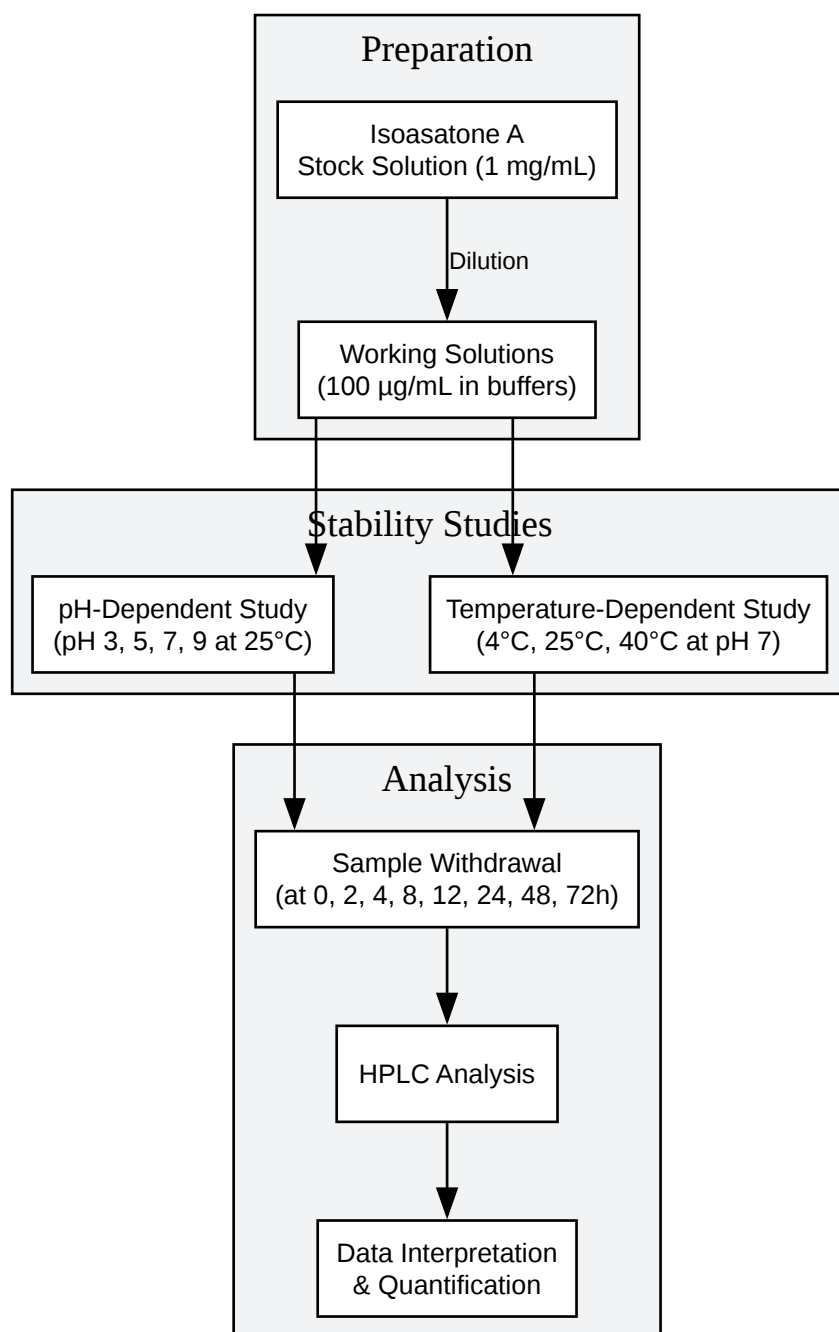 Preparation
Isoasatone A
Stock Solution (1 mg/mL)
Dilution
Working Solutions
(100 µg/mL in buffers)
Stability Studies
pH-Dependent Study
(pH 3, 5, 7, 9 at 25°C)
Temperature-Dependent Study
(4°C, 25°C, 40°C at pH 7)
Analysis
Sample Withdrawal
(at 0, 2, 4, 8, 12, 24, 48, 72h)
HPLC Analysis
Data Interpretation
& Quantification